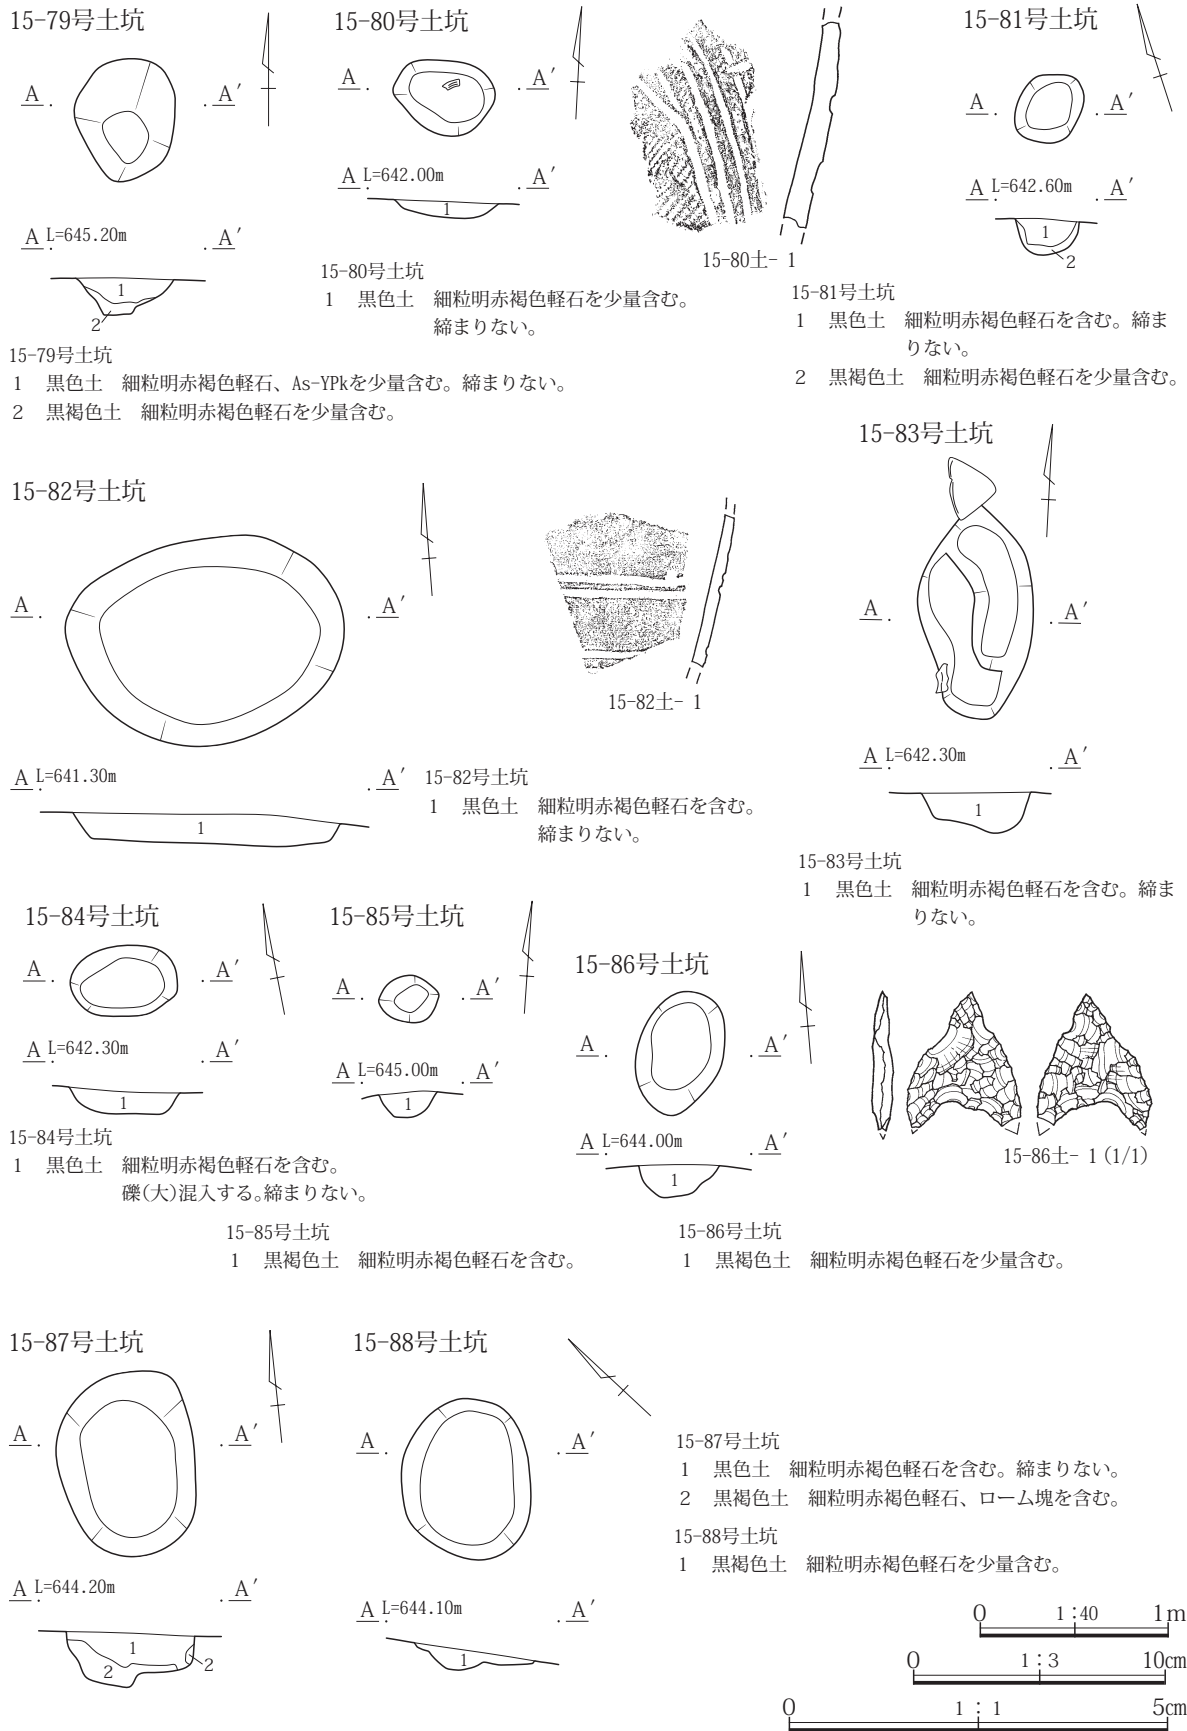 15-79号土坑
A . . A′
A L=645.20m . A′
1
2
15-79号土坑
1 黒色土 細粒明赤褐色軽石、As-YPkを少量含む。締まりない。
2 黒褐色土 細粒明赤褐色軽石を少量含む。
15-80号土坑
A . . A′
A L=642.00m . A′
1
15-80土- 1
15-80号土坑
1 黒色土 細粒明赤褐色軽石を少量含む。
締まりない。
15-81号土坑
A . . A′
A L=642.60m . A′
1
2
15-81号土坑
1 黒色土 細粒明赤褐色軽石を含む。締ま
りない。
2 黒褐色土 細粒明赤褐色軽石を少量含む。
15-82号土坑
A . . A′
A L=641.30m . A′
1
15-82土- 1
15-82号土坑
1 黒色土 細粒明赤褐色軽石を含む。
締まりない。
15-83号土坑
A . . A′
A L=642.30m . A′
1
15-83号土坑
1 黒色土 細粒明赤褐色軽石を含む。締ま
りない。
15-84号土坑
A . . A′
A L=642.30m . A′
1
15-84号土坑
1 黒色土 細粒明赤褐色軽石を含む。
礫(大)混入する。締まりない。
15-85号土坑
A . . A′
A L=645.00m . A′
1
15-85号土坑
1 黒褐色土 細粒明赤褐色軽石を含む。
15-86号土坑
A . . A′
A L=644.00m . A′
1
15-86土- 1 (1/1)
15-86号土坑
1 黒褐色土 細粒明赤褐色軽石を少量含む。
15-87号土坑
A . . A′
A L=644.20m . A′
1
2
2
15-88号土坑
A . . A′
A L=644.10m . A′
1
15-87号土坑
1 黒色土 細粒明赤褐色軽石を含む。締まりない。
2 黒褐色土 細粒明赤褐色軽石、ローム塊を含む。
15-88号土坑
1 黒褐色土 細粒明赤褐色軽石を少量含む。
0 1:40 1m
0 1:3 10cm
0 1:1 5cm